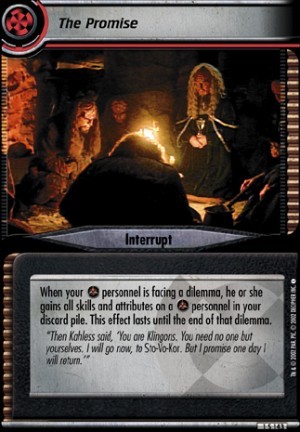 The Promise
Interrupt
When your personnel is facing a dilemma, he or she
gains all skills and attributes on a personnel in your
discard pile. This effect lasts until the end of that dilemma.
"Then Kahless said, 'You are Klingons. You need no one but
yourselves. I will go now, to Sto-Vo-Kor. But I promise one day I
will return'."